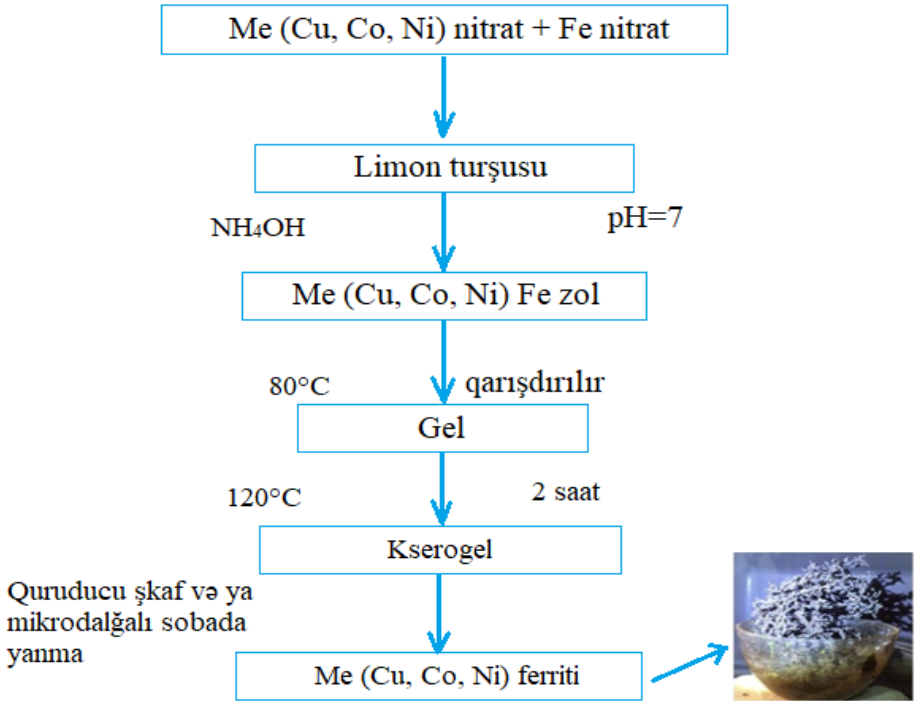 Me (Cu, Co, Ni) nitrat + Fe nitrat
Limon turşusu
NH₄OH
pH=7
Me (Cu, Co, Ni) Fe zol
80°C
qarışdırılır
Gel
120°C
2 saat
Kserogel
Quruducu şkaf və ya
mikrodalğalı sobada
yanma
Me (Cu, Co, Ni) ferriti